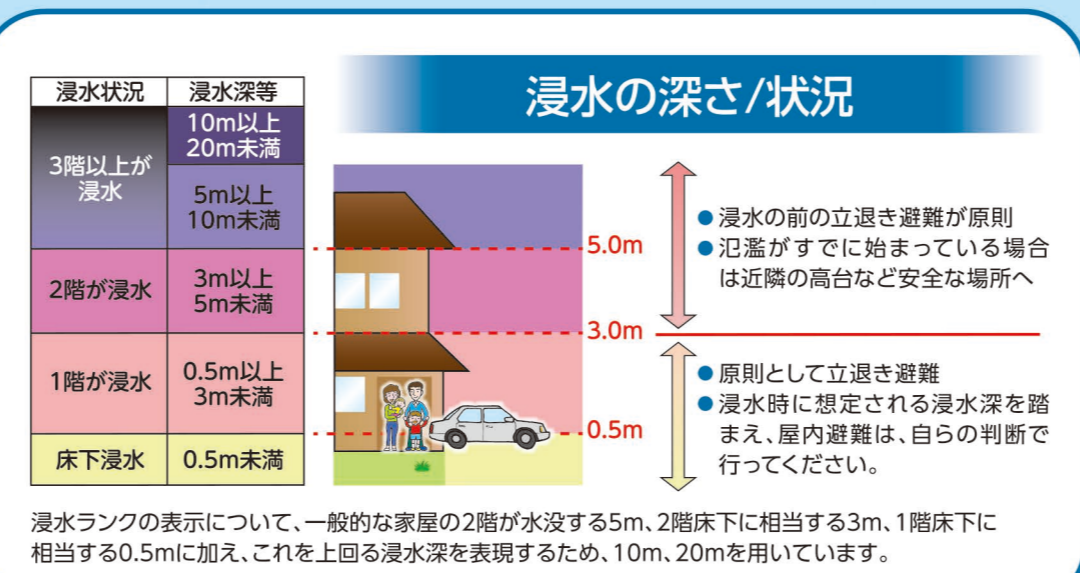 浸水の深さ/状況
浸水状況 浸水深等
3階以上が
浸水
10m以上
20m未満
5m以上
10m未満
2階が浸水
3m以上
5m未満
1階が浸水
0.5m以上
3m未満
床下浸水
0.5m未満
5.0m
3.0m
0.5m
● 浸水の前の立退き避難が原則
● 氾濫がすでに始まっている場合
は近隣の高台など安全な場所へ
● 原則として立退き避難
● 浸水時に想定される浸水深を踏
まえ、屋内避難は、自らの判断で
行ってください。
浸水ランクの表示について、一般的な家屋の2階が水没する5m、2階床下に相当する3m、1階床下に
相当する0.5mに加え、これを上回る浸水深を表現するため、10m、20mを用いています。